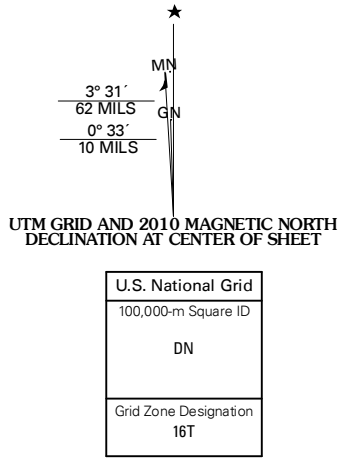 MN
3° 31´
62 MILS
GN
0° 33´
10 MILS
UTM GRID AND 2010 MAGNETIC NORTH
DECLINATION AT CENTER OF SHEET
U.S. National Grid
100,000-m Square ID
DN
Grid Zone Designation
16T